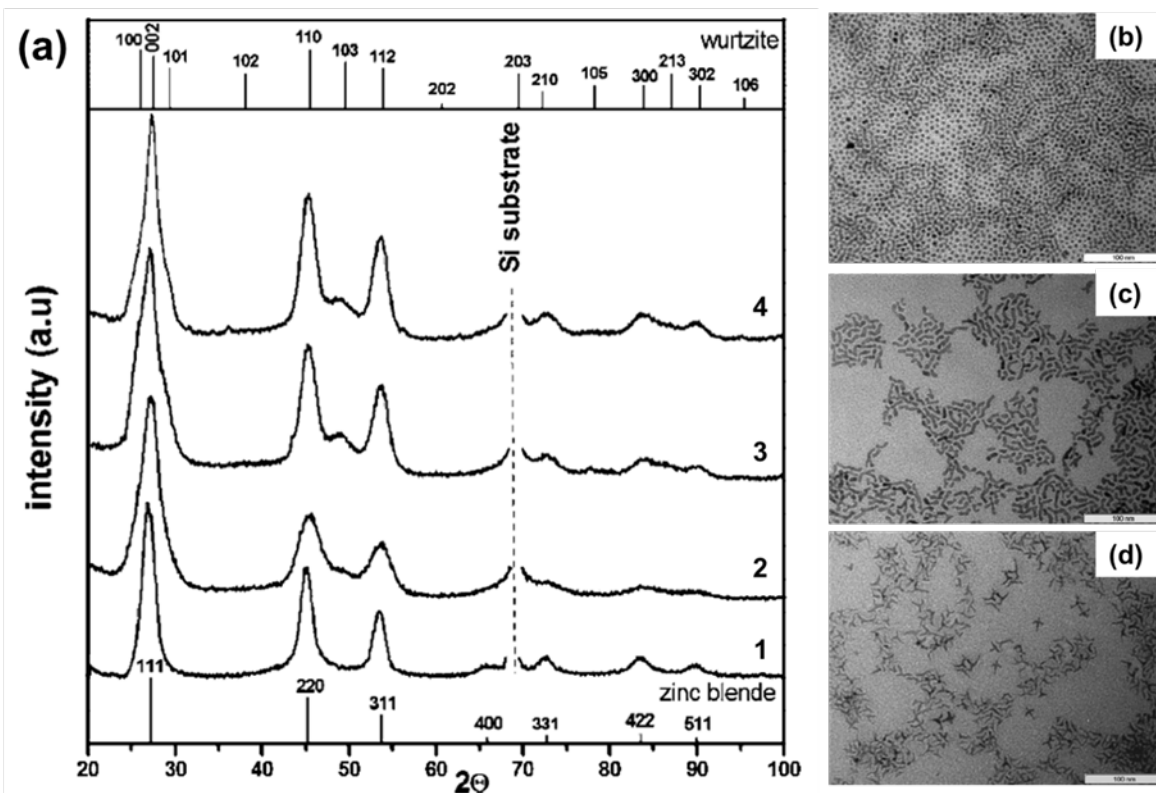 (a)
100
002
101
102
110
103
112
202
203
210
105
300
213
302
106
wurtzite
Si substrate
4
3
2
1
intensity (a.u)
111
220
311
400
331
422
511
zinc blende
20 30 40 50 60 70 80 90 100
2Θ
(b)
100 nm
(c)
100 nm
(d)
100 nm